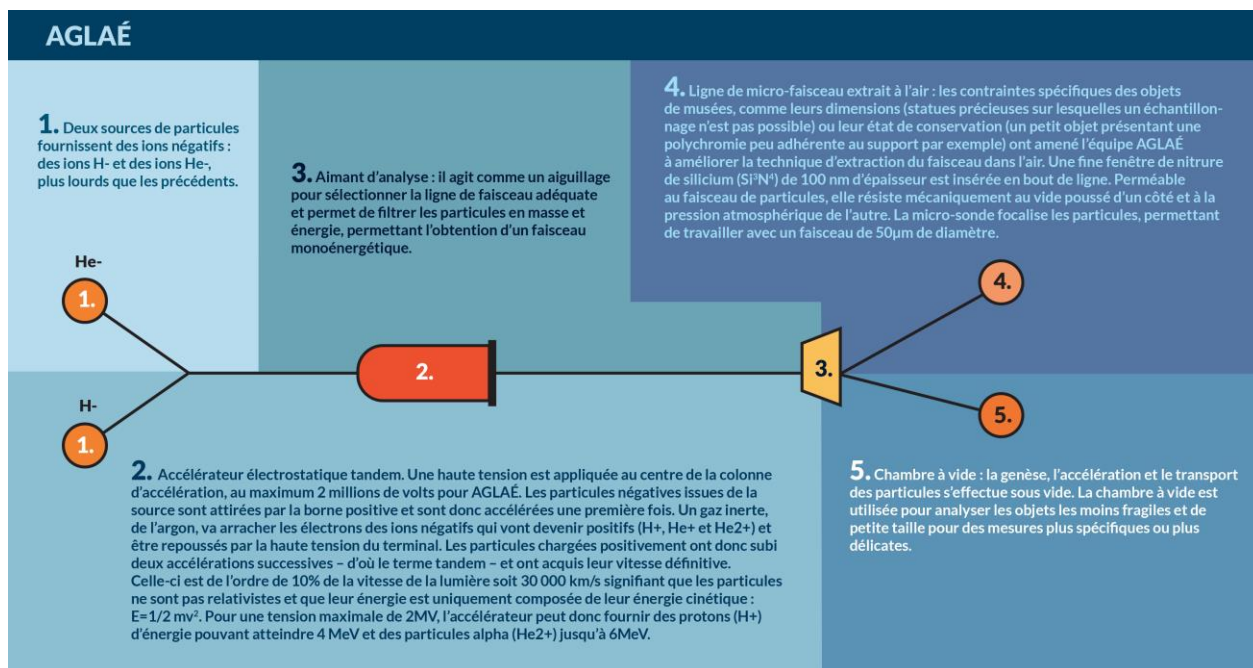 AGLAÉ
1. Deux sources de particules
fournissent des ions négatifs :
des ions H- et des ions He-,
plus lourds que les précédents.
3. Aimant d'analyse : il agit comme un aiguillage
pour sélectionner la ligne de faisceau adéquate
et permet de filtrer les particules en masse et
énergie, permettant l'obtention d'un faisceau
monoénergétique.
4. Ligne de micro-faisceau extrait à l'air : les contraintes spécifiques des objets
de musées, comme leurs dimensions (statues précieuses sur lesquelles un échantillon-
nage n'est pas possible) ou leur état de conservation (un petit objet présentant une
polychromie peu adhérente au support par exemple) ont amené l'équipe AGLAÉ
à améliorer la technique d'extraction du faisceau dans l'air. Une fine fenêtre de nitrure
de silicium (Si³N⁴) de 100 nm d'épaisseur est insérée en bout de ligne. Perméable
au faisceau de particules, elle résiste mécaniquement au vide poussé d'un côté et à la
pression atmosphérique de l'autre. La micro-sonde focalise les particules, permettant
de travailler avec un faisceau de 50µm de diamètre.
He-
1.
4.
2.
3.
H-
1.
5.
2. Accélérateur électrostatique tandem. Une haute tension est appliquée au centre de la colonne
d'accélération, au maximum 2 millions de volts pour AGLAÉ. Les particules négatives issues de la
source sont attirées par la borne positive et sont donc accélérées une première fois. Un gaz inerte,
de l'argon, va arracher les électrons des ions négatifs qui vont devenir positifs (H+, He+ et He2+) et
être repoussés par la haute tension du terminal. Les particules chargées positivement ont donc subi
deux accélérations successives – d'où le terme tandem – et ont acquis leur vitesse définitive.
Celle-ci est de l'ordre de 10% de la vitesse de la lumière soit 30 000 km/s signifiant que les particules
ne sont pas relativistes et que leur énergie est uniquement composée de leur énergie cinétique :
E=1/2 mv². Pour une tension maximale de 2MV, l'accélérateur peut donc fournir des protons (H+)
d'énergie pouvant atteindre 4 MeV et des particules alpha (He2+) jusqu'à 6MeV.
5. Chambre à vide : la genèse, l'accélération et le transport
des particules s'effectue sous vide. La chambre à vide est
utilisée pour analyser les objets les moins fragiles et de
petite taille pour des mesures plus spécifiques ou plus
délicates.